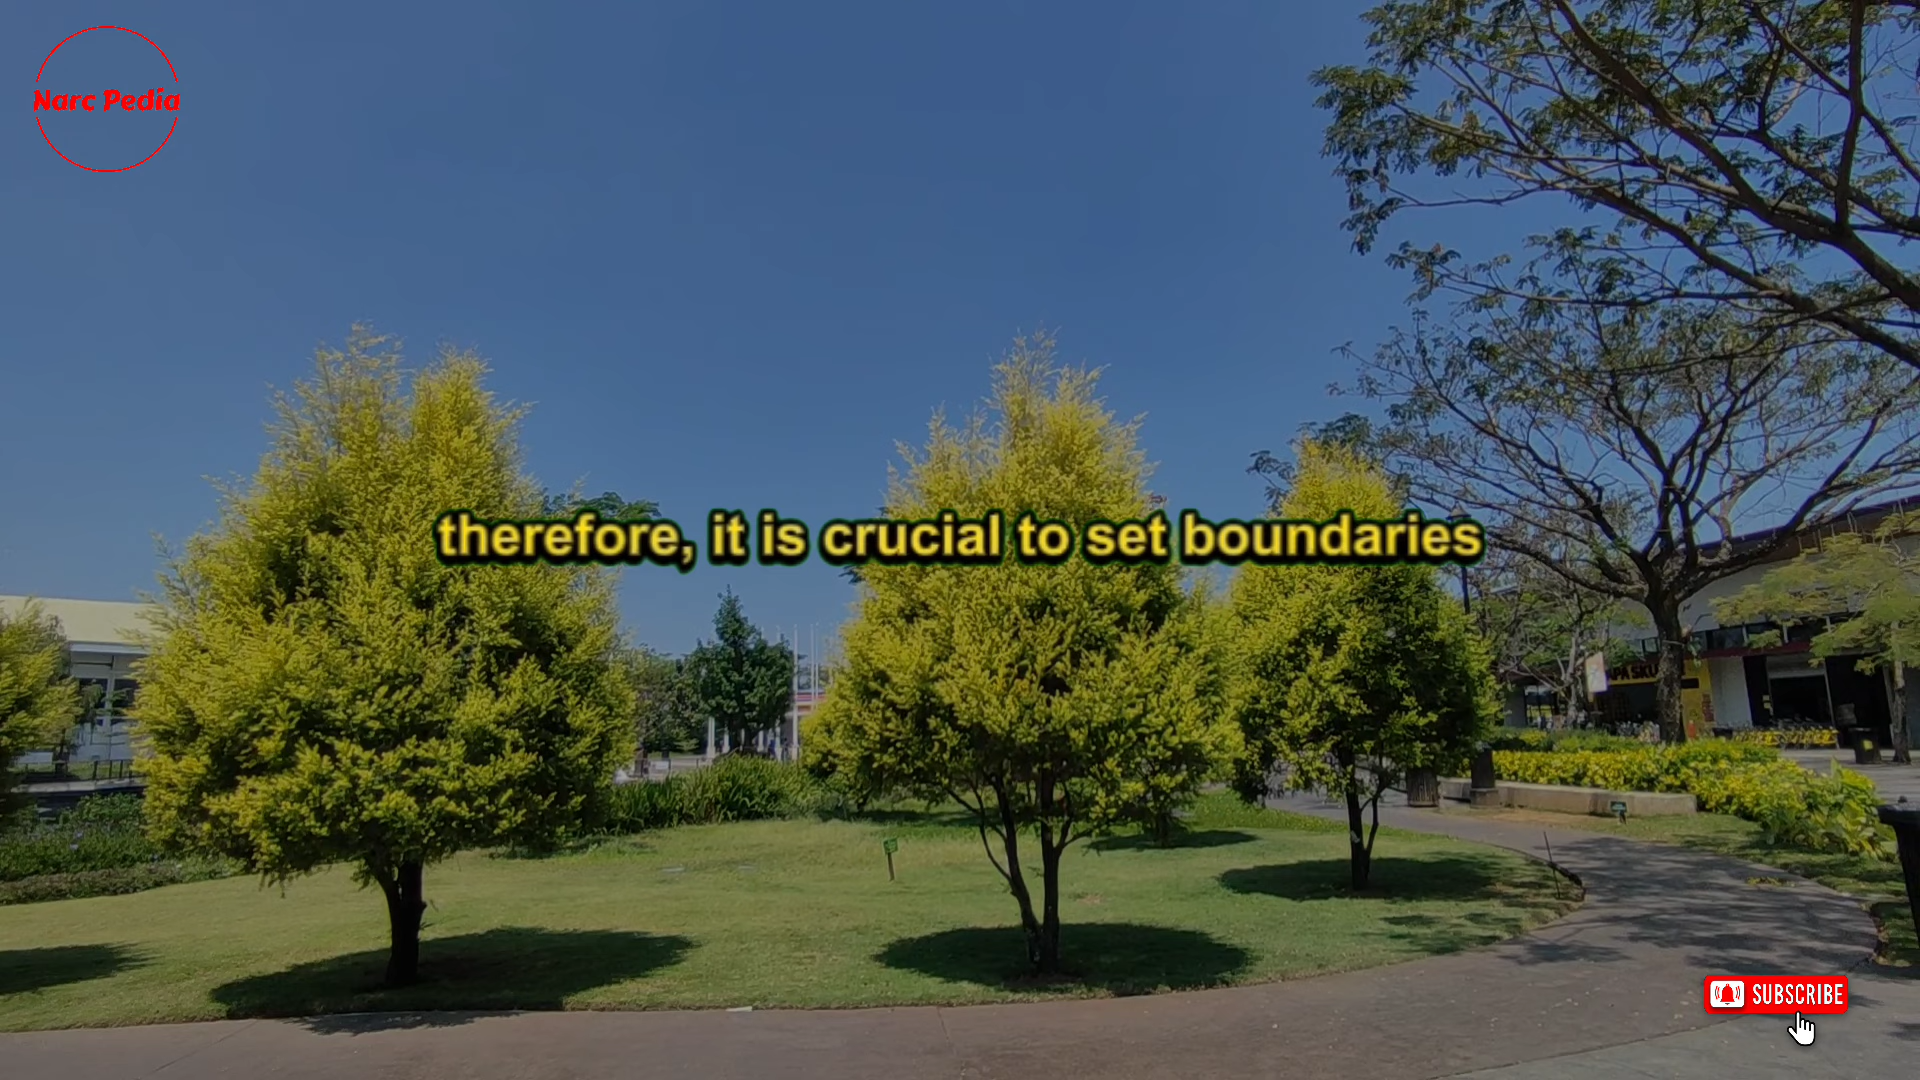 Narc Pedia
therefore, it is crucial to set boundaries
SUBSCRIBE